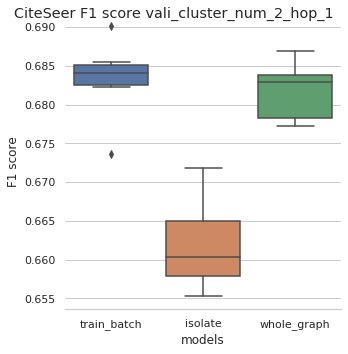 CiteSeer F1 score vali_cluster_num_2_hop_1
0.690
0.685
0.680
0.675
0.670
0.665
0.660
0.655
F1 score
train_batch isolate whole_graph
models